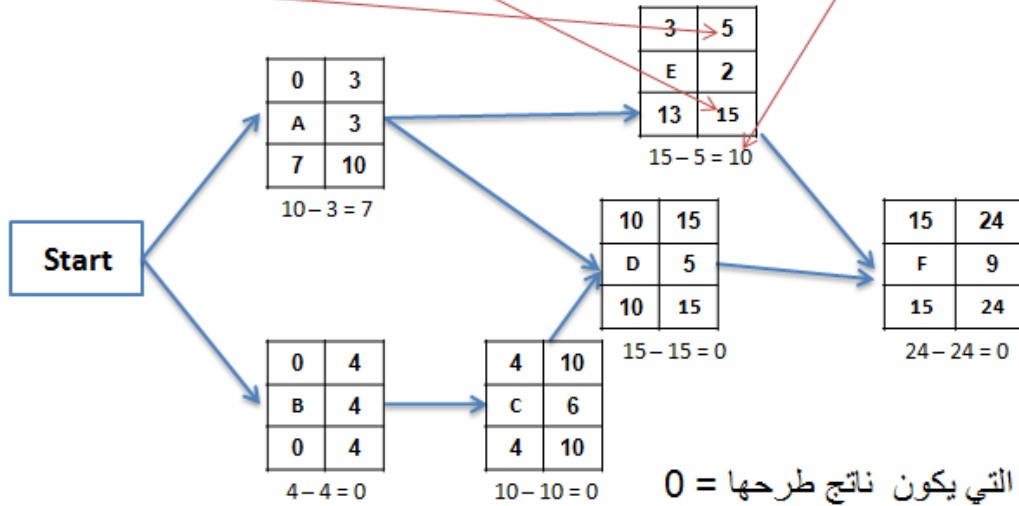 3 5
E 2
13 15
15 – 5 = 10
0 3
A 3
7 10
10 – 3 = 7
Start
10 15
D 5
10 15
15 – 15 = 0
15 24
F 9
15 24
24 – 24 = 0
0 4
B 4
0 4
4 – 4 = 0
4 10
C 6
4 10
10 – 10 = 0
التي يكون ناتج طرحها = 0